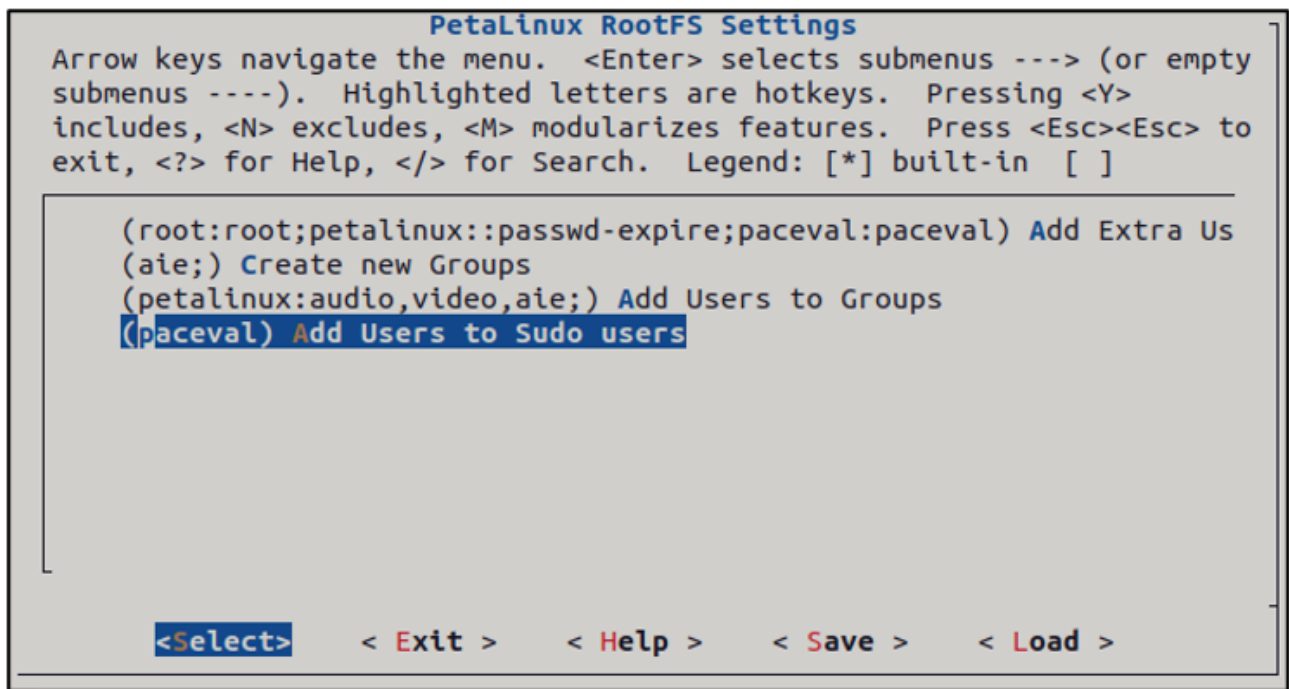 PetaLinux RootFS Settings
Arrow keys navigate the menu.  <Enter> selects submenus ---> (or empty
submenus ----).  Highlighted letters are hotkeys.  Pressing <Y>
includes, <N> excludes, <M> modularizes features.  Press <Esc><Esc> to
exit, <?> for Help, </> for Search.  Legend: [*] built-in  [ ]
(root:root;petalinux::passwd-expire;paceval:paceval) Add Extra Us
(aie;) Create new Groups
(petalinux:audio,video,aie;) Add Users to Groups
(paceval) Add Users to Sudo users
<Select>    < Exit >    < Help >    < Save >    < Load >